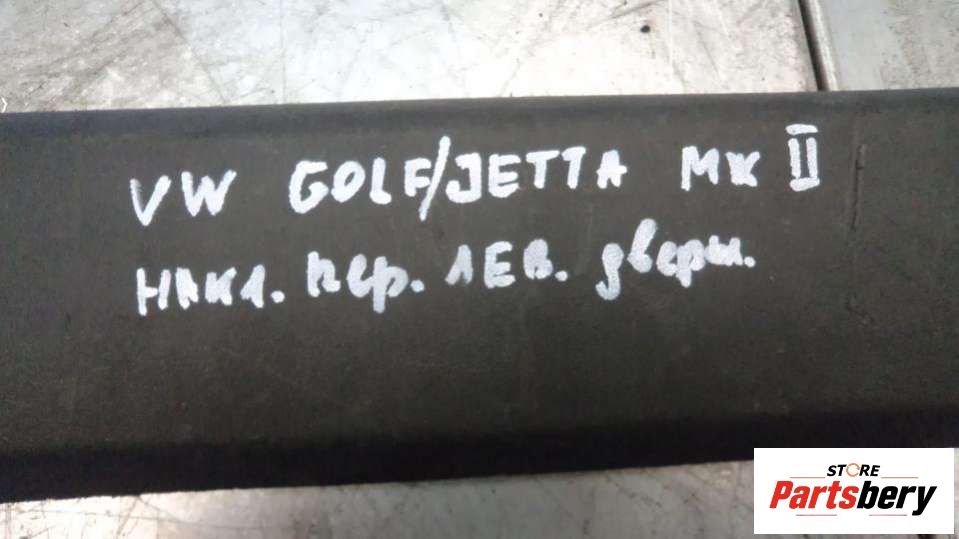 VW GOLF/JETTA MK II
НАКЛ. пер. ЛЕВ. двери.
STORE
Partsbery